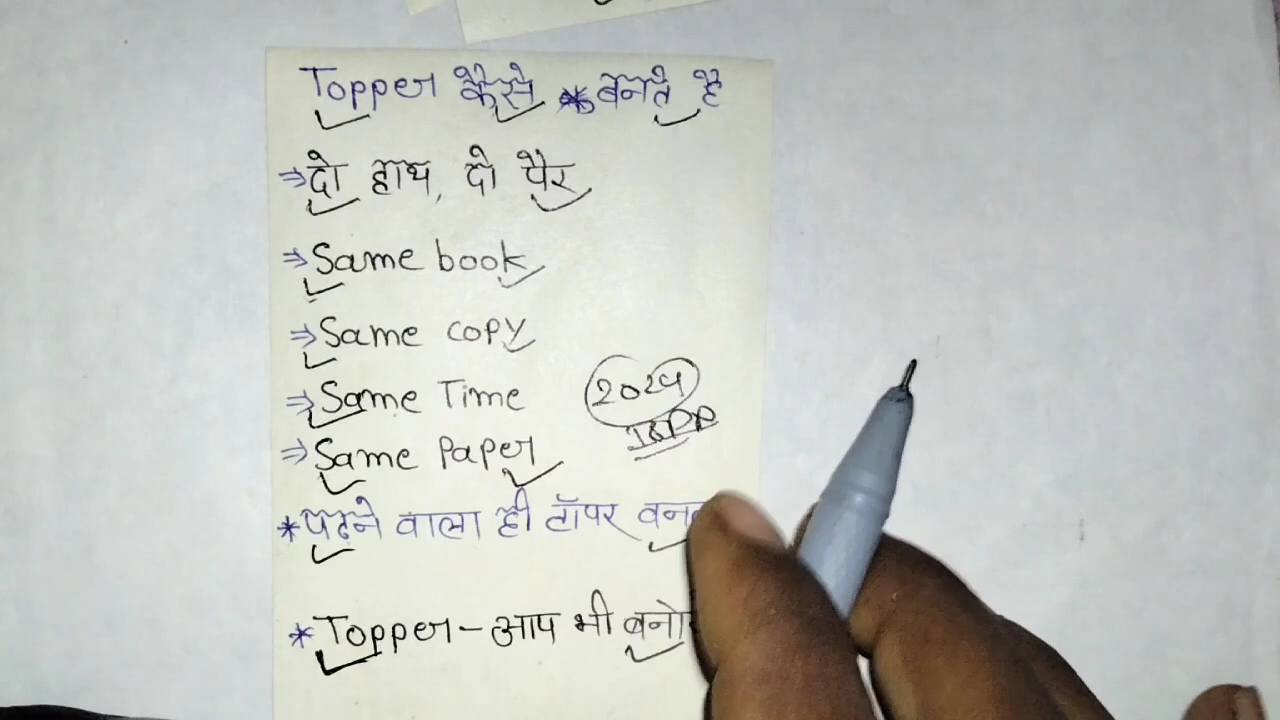 Topper कैसे बनते है
⇒ दो हाथ, दो पैर
⇒ Same book
⇒ Same copy
⇒ Same Time
2024
⇒ Same Paper
* पढ़ने वाला ही टॉपर
* Topper - आप भी